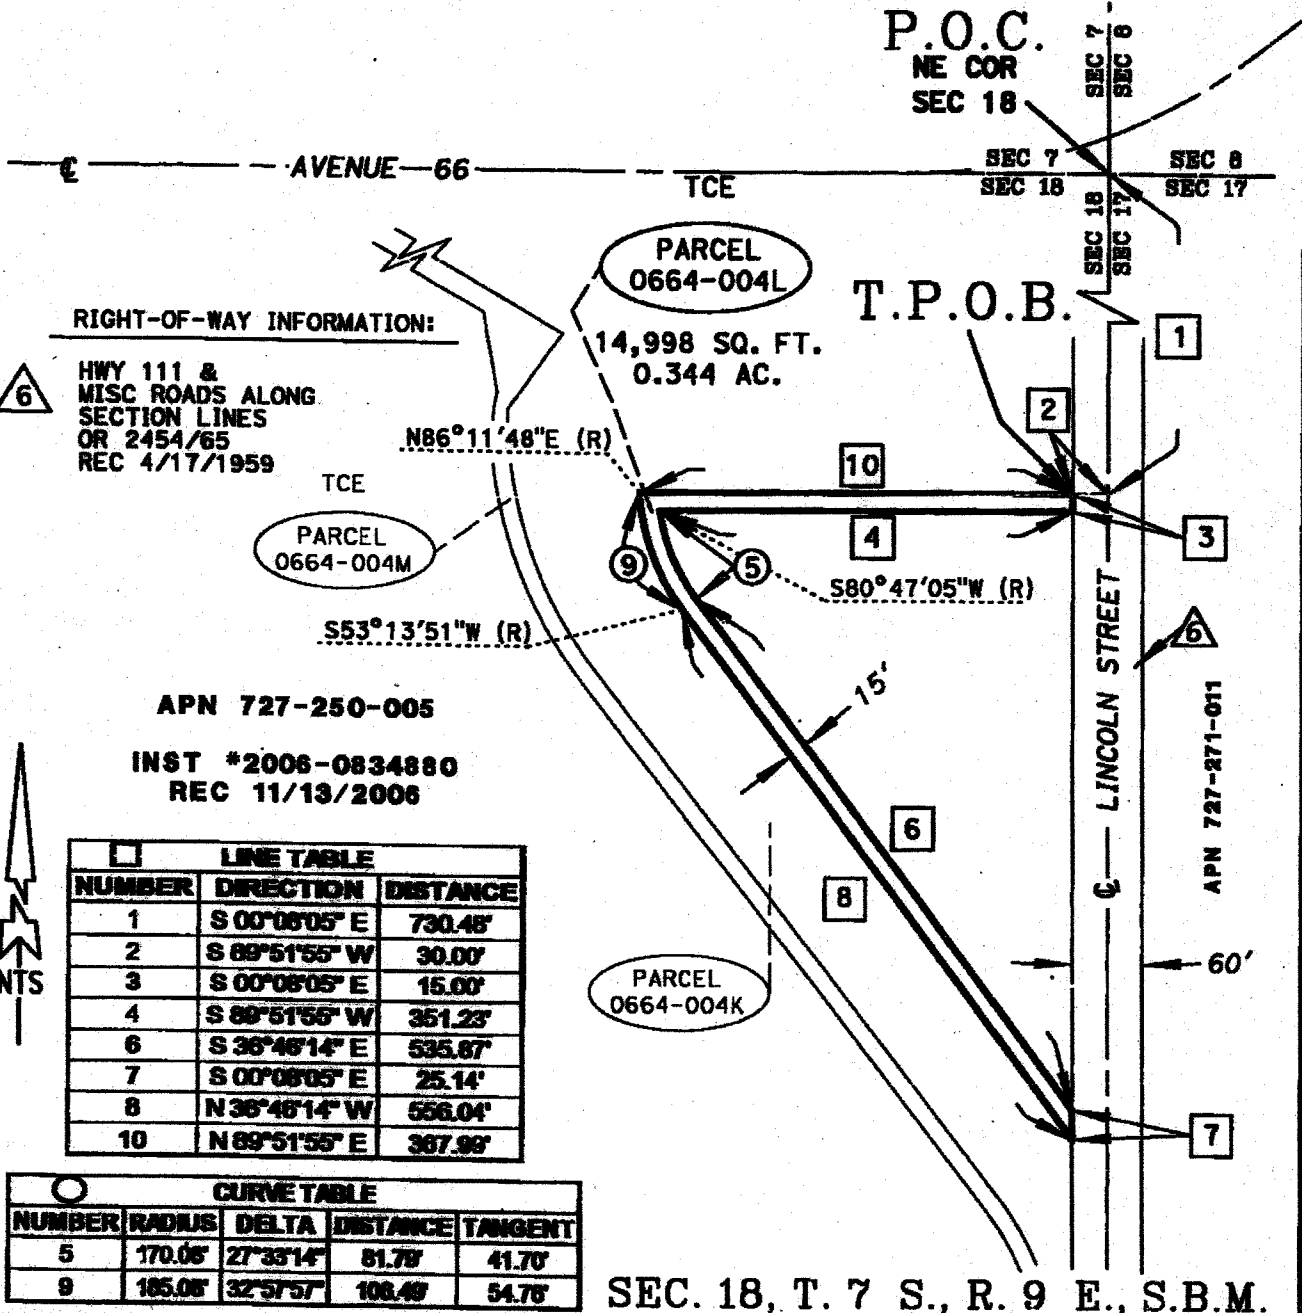 P.O.C.
NE COR
SEC 18
SEC 7
SEC 8
℄ AVENUE 66
TCE
SEC 7
SEC 18
SEC 8
SEC 17
SEC 18
SEC 17
PARCEL
0664-004L
14,998 SQ. FT.
0.344 AC.
T.P.O.B.
1
2
3
RIGHT-OF-WAY INFORMATION:
6
HWY 111 &
MISC ROADS ALONG
SECTION LINES
OR 2454/65
REC 4/17/1959
N86°11'48"E (R)
10
4
TCE
PARCEL
0664-004M
9
5
S80°47'05"W (R)
S53°13'51"W (R)
15'
LINCOLN STREET
℄
6
APN 727-271-011
APN 727-250-005
INST #2006-0834880
REC 11/13/2006
6
8
PARCEL
0664-004K
60'
7
NTS
LINE TABLE
NUMBER DIRECTION DISTANCE
1 S 00°08'05" E 730.48'
2 S 89°51'55" W 30.00'
3 S 00°08'05" E 15.00'
4 S 89°51'55" W 351.23'
6 S 36°46'14" E 535.87'
7 S 00°08'05" E 25.14'
8 N 36°46'14" W 556.04'
10 N 89°51'55" E 367.99'
CURVE TABLE
NUMBER RADIUS DELTA DISTANCE TANGENT
5 170.08' 27°33'14" 81.79' 41.70'
9 185.08' 32°57'57" 106.49' 54.76'
SEC. 18, T. 7 S., R. 9 E., S.B.M.